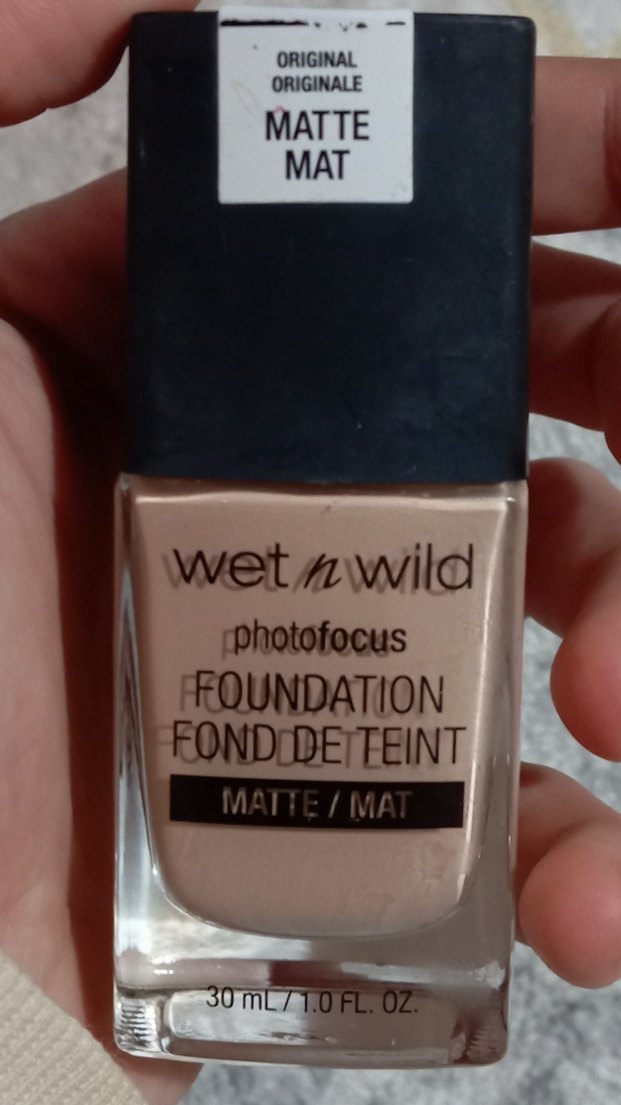 ORIGINAL
ORIGINALE
MATTE
MAT
wet n wild
photofocus
FOUNDATION
FOND DE TEINT
MATTE / MAT
30 mL / 1.0 FL. OZ.